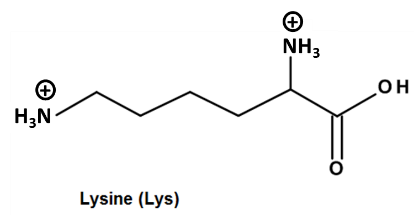 ⊕
NH₃
OH
⊕
H₃N
O
Lysine (Lys)